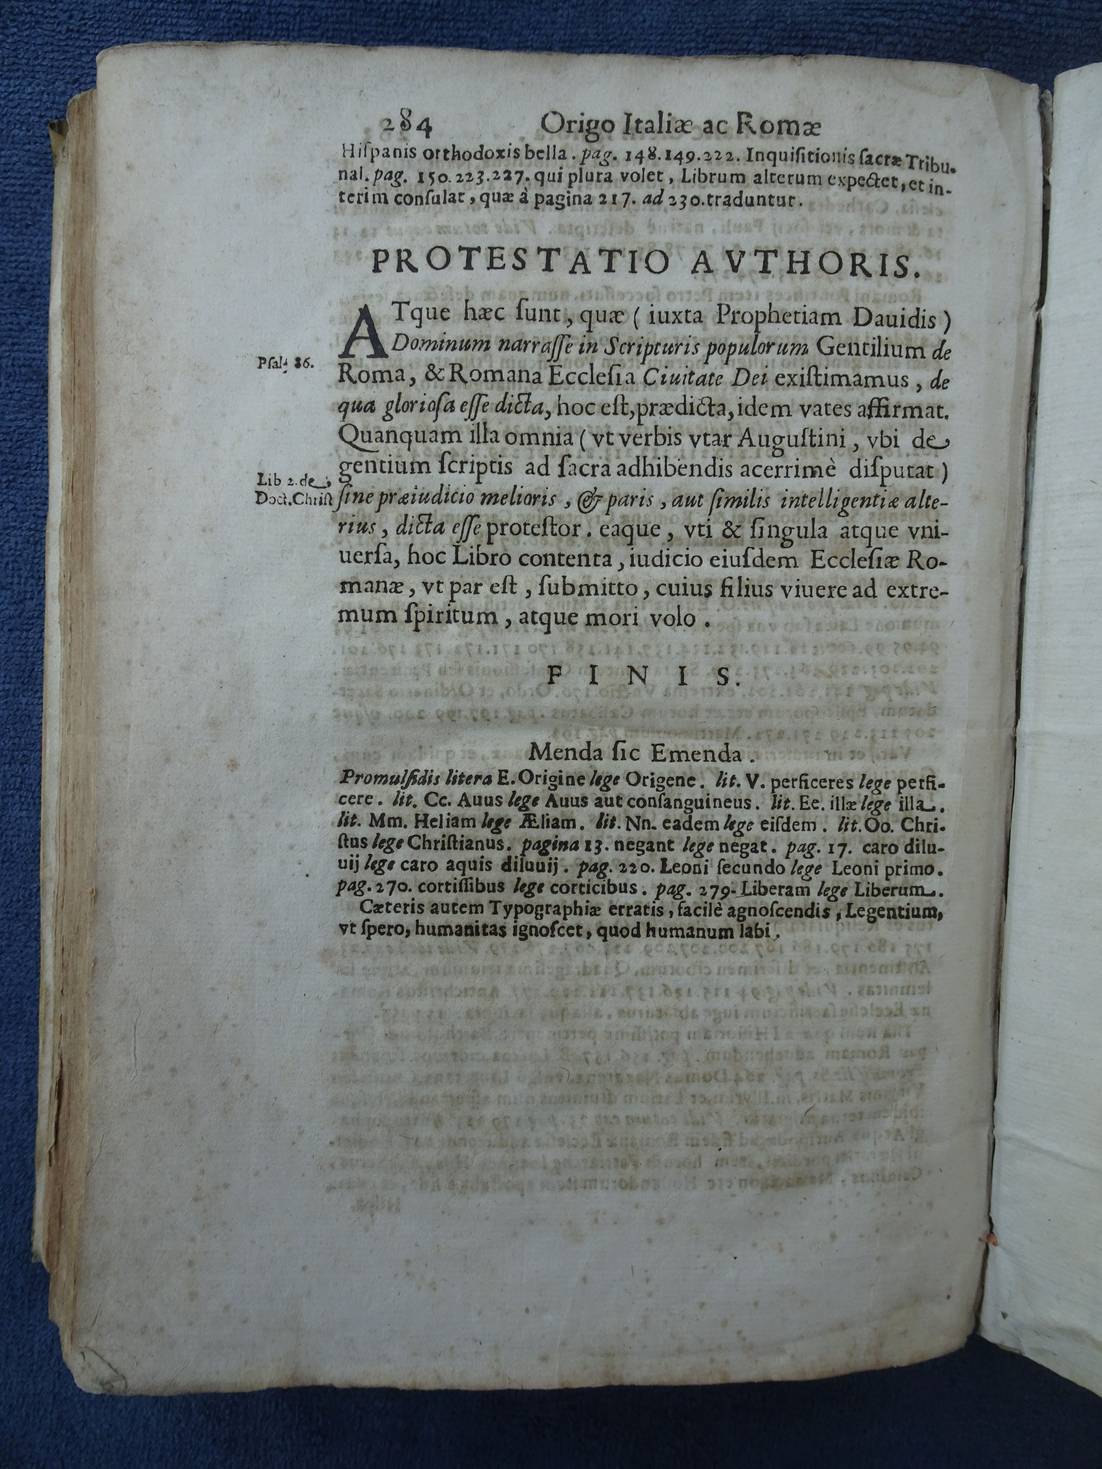 284 Origo Italiæ ac Romæ
Hiſpanis orthodoxis bella. pag. 148.149.222. Inquiſitionis ſacræ Tribu-
nal. pag. 150.223.227. qui plura volet, Librum alterum expectet, et in-
terim conſulat, quæ à pagina 217. ad 230. traduntur.
PROTESTATIO AVTHORIS.
ATque hæc ſunt, quæ ( iuxta Prophetiam Dauidis )
Dominum narraſſe in Scripturis populorum Gentilium de
Pſal. 86.
Roma, & Romana Eccleſia Ciuitate Dei exiſtimamus, de
qua glorioſa eſſe dicta, hoc eſt, prædicta, idem vates affirmat.
Quanquam illa omnia ( vt verbis vtar Auguſtini, vbi de
gentium ſcriptis ad ſacra adhibendis acerrimè diſputat )
Lib 2. de
Doct. Chriſt
ſine præiudicio melioris, & paris, aut ſimilis intelligentiæ alte-
rius, dicta eſſe proteſtor. eaque, vti & ſingula atque vni-
uerſa, hoc Libro contenta, iudicio eiuſdem Eccleſiæ Ro-
manæ, vt par eſt, ſubmitto, cuius filius viuere ad extre-
mum ſpiritum, atque mori volo.
F I N I S.
Menda ſic Emenda.
Promulſidis litera E. Origine lege Origene. lit. V. perficeres lege perfi-
cere. lit. Cc. Auus lege Auus aut conſanguineus. lit. Ee. illæ lege illa.
lit. Mm. Heliam lege Æliam. lit. Nn. eadem lege eiſdem. lit. Oo. Chri-
ſtus lege Chriſtianus. pagina 13. negant lege negat. pag. 17. caro dilu-
uij lege caro aquis diluuij. pag. 220. Leoni ſecundo lege Leoni primo.
pag. 270. cortiſſibus lege corticibus. pag. 279. Liberam lege Liberum.
Cæteris autem Typographiæ erratis, facilè agnoſcendis, Legentium,
vt ſpero, humanitas ignoſcet, quod humanum labi.